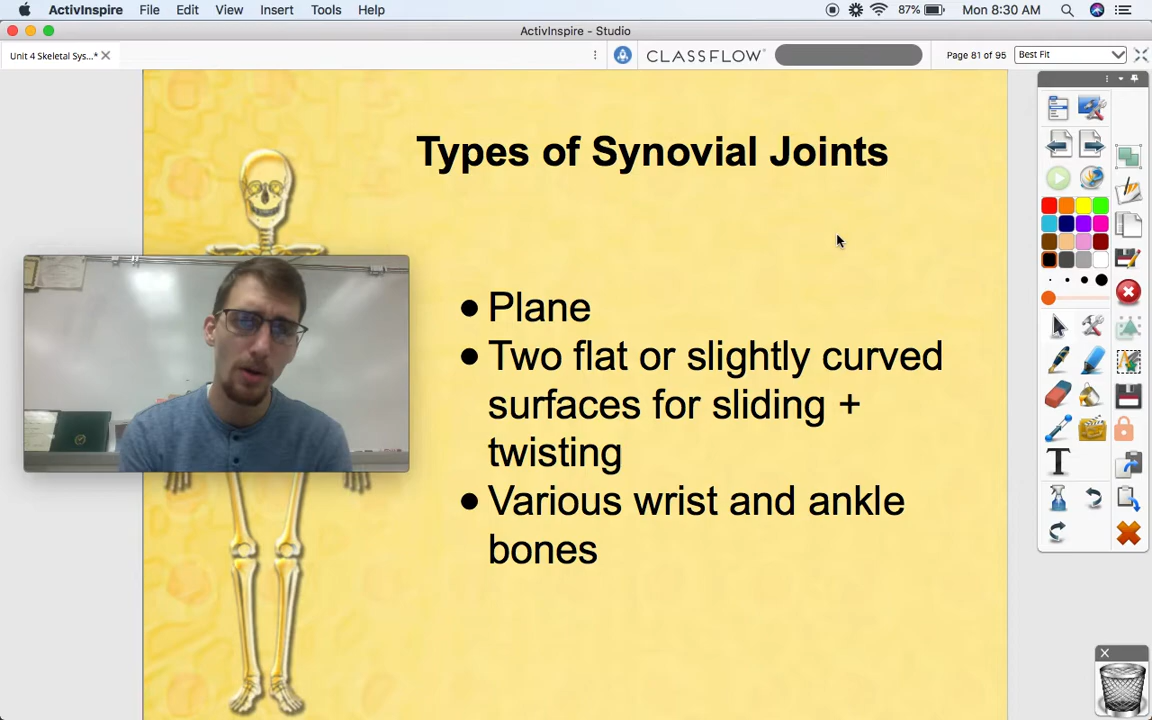 ActivInspire File Edit View Insert Tools Help 87% Mon 8:30 AM
ActivInspire - Studio
Unit 4 Skeletal Sys...* CLASSFLOW Page 81 of 95 Best Fit
Types of Synovial Joints
• Plane
• Two flat or slightly curved
surfaces for sliding +
twisting
• Various wrist and ankle
bones
T